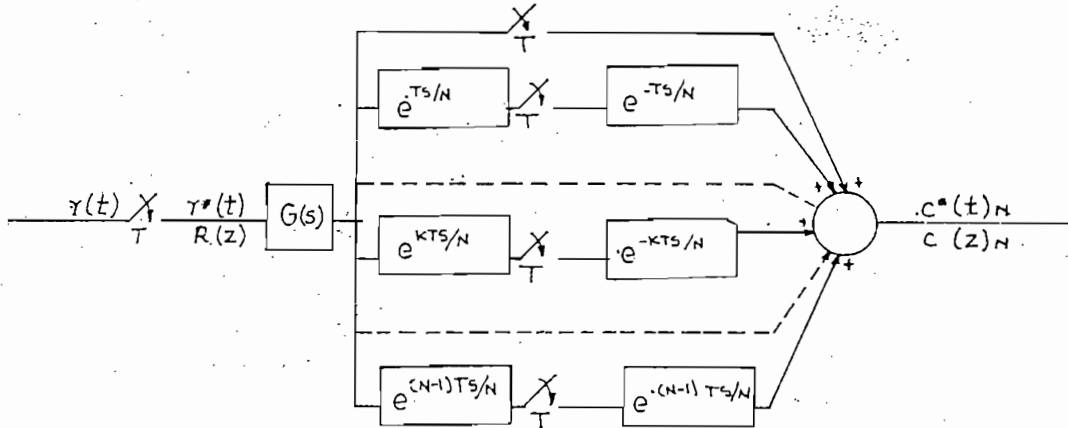 T
e^TS/N
T
e^-TS/N
r(t)
T
r*(t)
R(z)
G(s)
+
+
+
+
e^KTS/N
T
e^-KTS/N
C*(t)N
C(z)N
e^(N-1)TS/N
T
e^-(N-1)TS/N